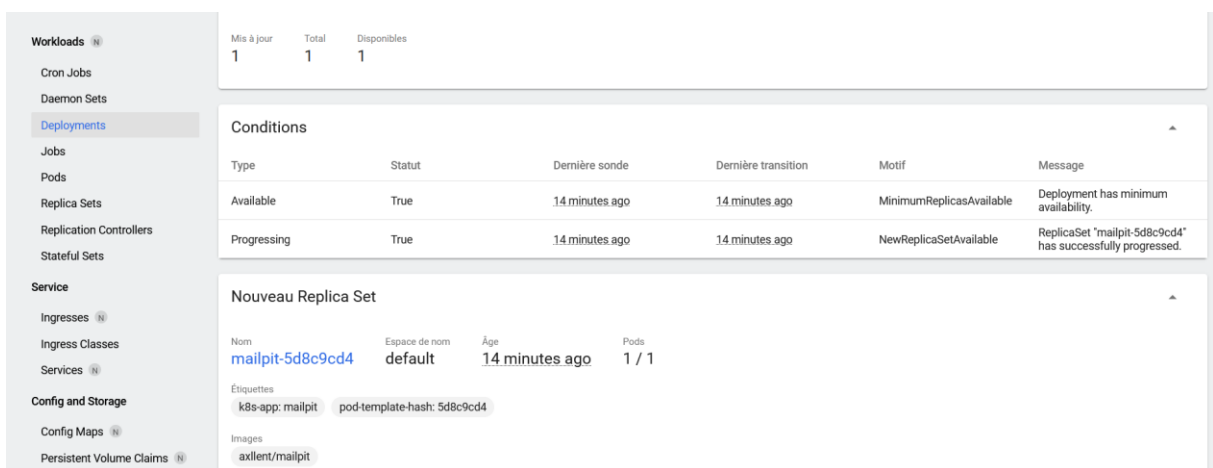 Workloads N
Cron Jobs
Daemon Sets
Deployments
Jobs
Pods
Replica Sets
Replication Controllers
Stateful Sets
Service
Ingresses N
Ingress Classes
Services N
Config and Storage
Config Maps N
Persistent Volume Claims N
Mis à jour Total Disponibles
1 1 1
Conditions
Type Statut Dernière sonde Dernière transition Motif Message
Available True 14 minutes ago 14 minutes ago MinimumReplicasAvailable Deployment has minimum
availability.
Progressing True 14 minutes ago 14 minutes ago NewReplicaSetAvailable ReplicaSet "mailpit-5d8c9cd4"
has successfully progressed.
Nouveau Replica Set
Nom Espace de nom Âge Pods
mailpit-5d8c9cd4 default 14 minutes ago 1 / 1
Étiquettes
k8s-app: mailpit pod-template-hash: 5d8c9cd4
Images
axllent/mailpit